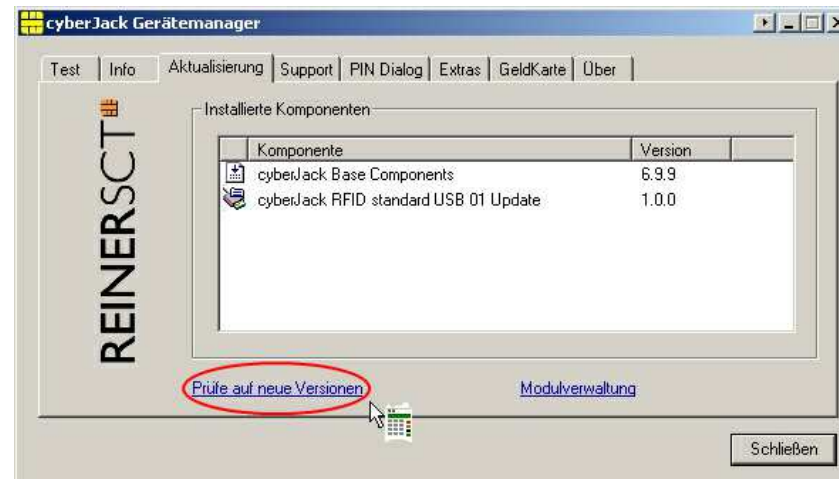 cyberJack Gerätemanager
Test Info Aktualisierung Support PIN Dialog Extras GeldKarte Über
REINERSCT
Installierte Komponenten
Komponente Version
cyberJack Base Components 6.9.9
cyberJack RFID standard USB 01 Update 1.0.0
Prüfe auf neue Versionen Modulverwaltung
Schließen